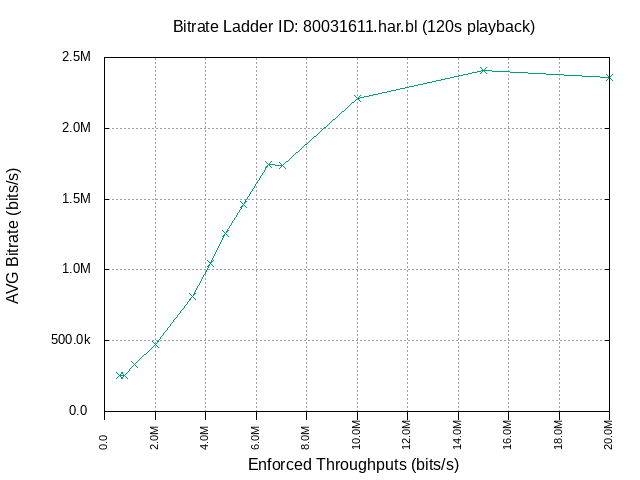 Bitrate Ladder ID: 80031611.har.bl (120s playback)
2.5M
2.0M
1.5M
1.0M
500.0k
0.0
AVG Bitrate (bits/s)
0.0
2.0M
4.0M
6.0M
8.0M
10.0M
12.0M
14.0M
16.0M
18.0M
20.0M
Enforced Throughputs (bits/s)